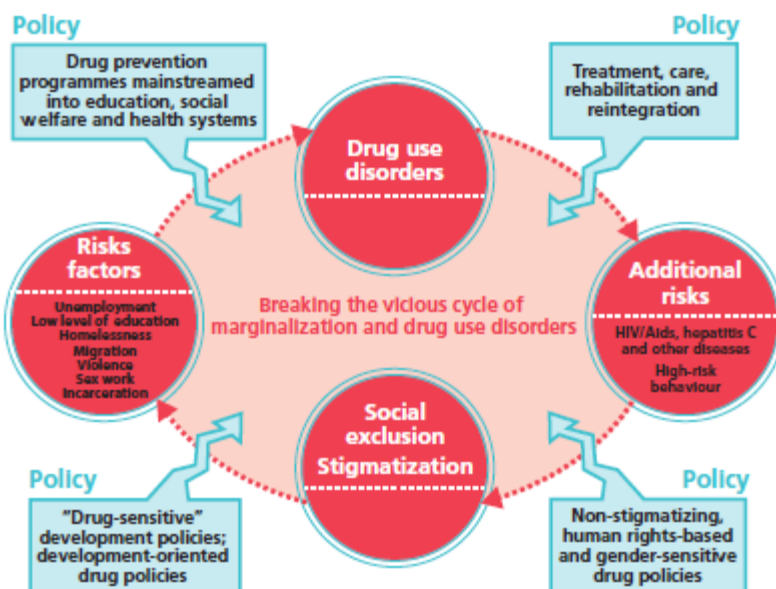 Policy
Drug prevention
programmes mainstreamed
into education, social
welfare and health systems
Policy
Treatment, care,
rehabilitation and
reintegration
Drug use
disorders
Risks
factors
Unemployment
Low level of education
Homelessness
Migration
Violence
Sex work
Incarceration
Breaking the vicious cycle of
marginalization and drug use disorders
Additional
risks
HIV/Aids, hepatitis C
and other diseases
High-risk
behaviour
Social
exclusion
Stigmatization
Policy
"Drug-sensitive"
development policies;
development-oriented
drug policies
Policy
Non-stigmatizing,
human rights-based
and gender-sensitive
drug policies